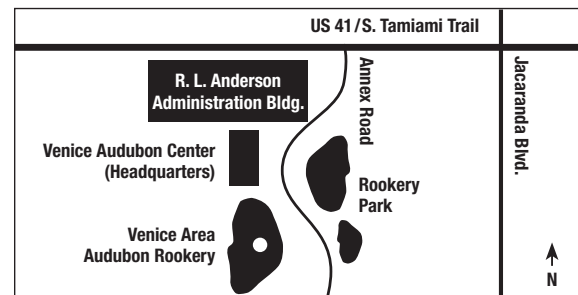 US 41/S. Tamiami Trail
R. L. Anderson
Administration Bldg.
Annex Road
Jacaranda Blvd.
Venice Audubon Center
(Headquarters)
Rookery
Park
Venice Area
Audubon Rookery
N